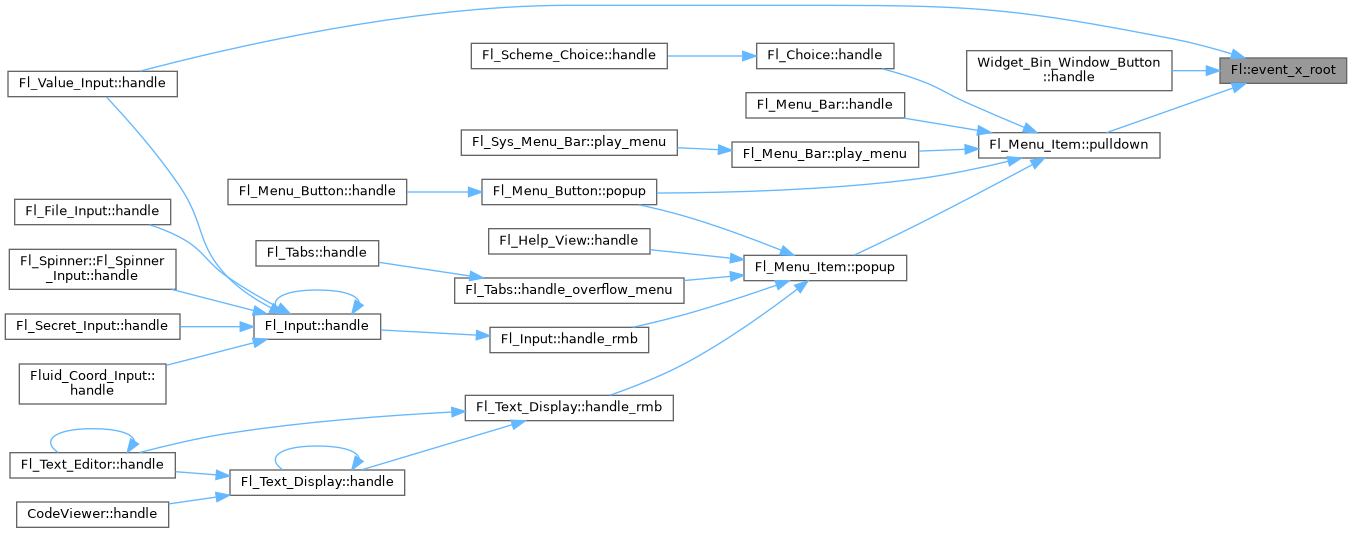 Fl_Scheme_Choice::handle
Fl_Choice::handle
Widget_Bin_Window_Button
::handle
Fl::event_x_root
Fl_Value_Input::handle
Fl_Menu_Bar::handle
Fl_Sys_Menu_Bar::play_menu
Fl_Menu_Bar::play_menu
Fl_Menu_Item::pulldown
Fl_Menu_Button::handle
Fl_Menu_Button::popup
Fl_File_Input::handle
Fl_Help_View::handle
Fl_Tabs::handle
Fl_Spinner::Fl_Spinner
_Input::handle
Fl_Menu_Item::popup
Fl_Tabs::handle_overflow_menu
Fl_Secret_Input::handle
Fl_Input::handle
Fl_Input::handle_rmb
Fluid_Coord_Input::
handle
Fl_Text_Display::handle_rmb
Fl_Text_Editor::handle
Fl_Text_Display::handle
CodeViewer::handle